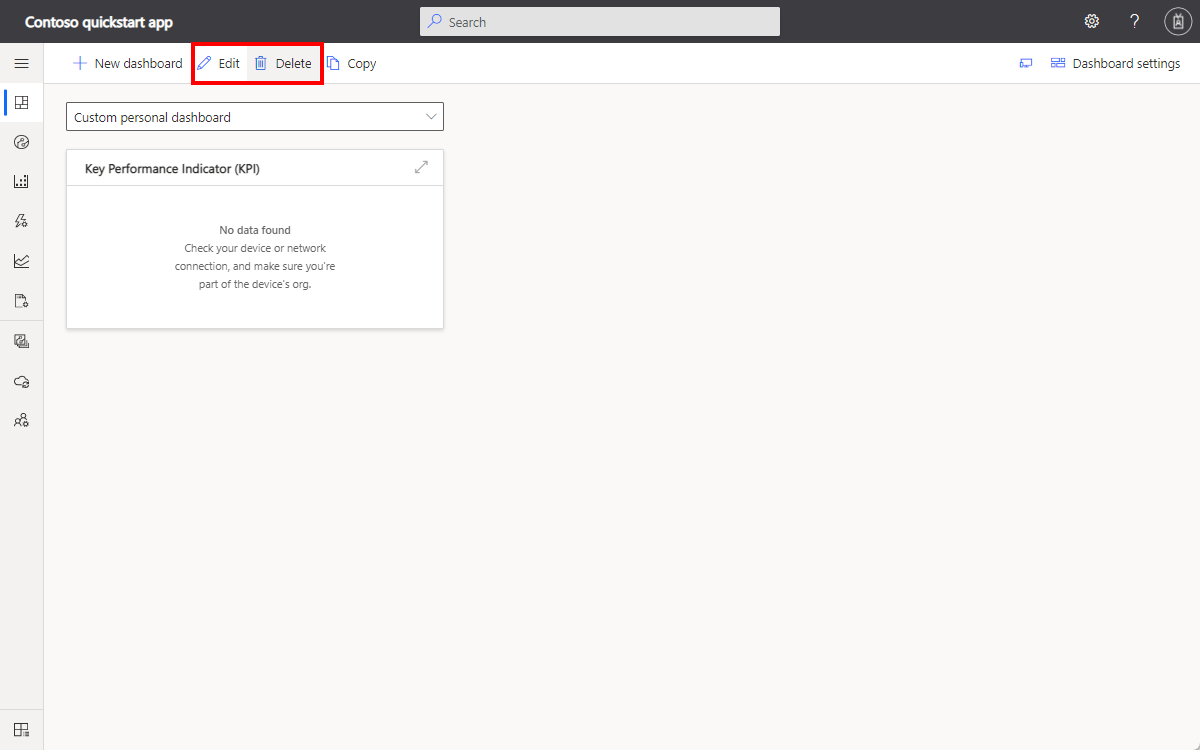 Contoso quickstart app
Search
?
New dashboard
Edit
Delete
Copy
Dashboard settings
Custom personal dashboard
Key Performance Indicator (KPI)
No data found
Check your device or network
connection, and make sure you're
part of the device's org.